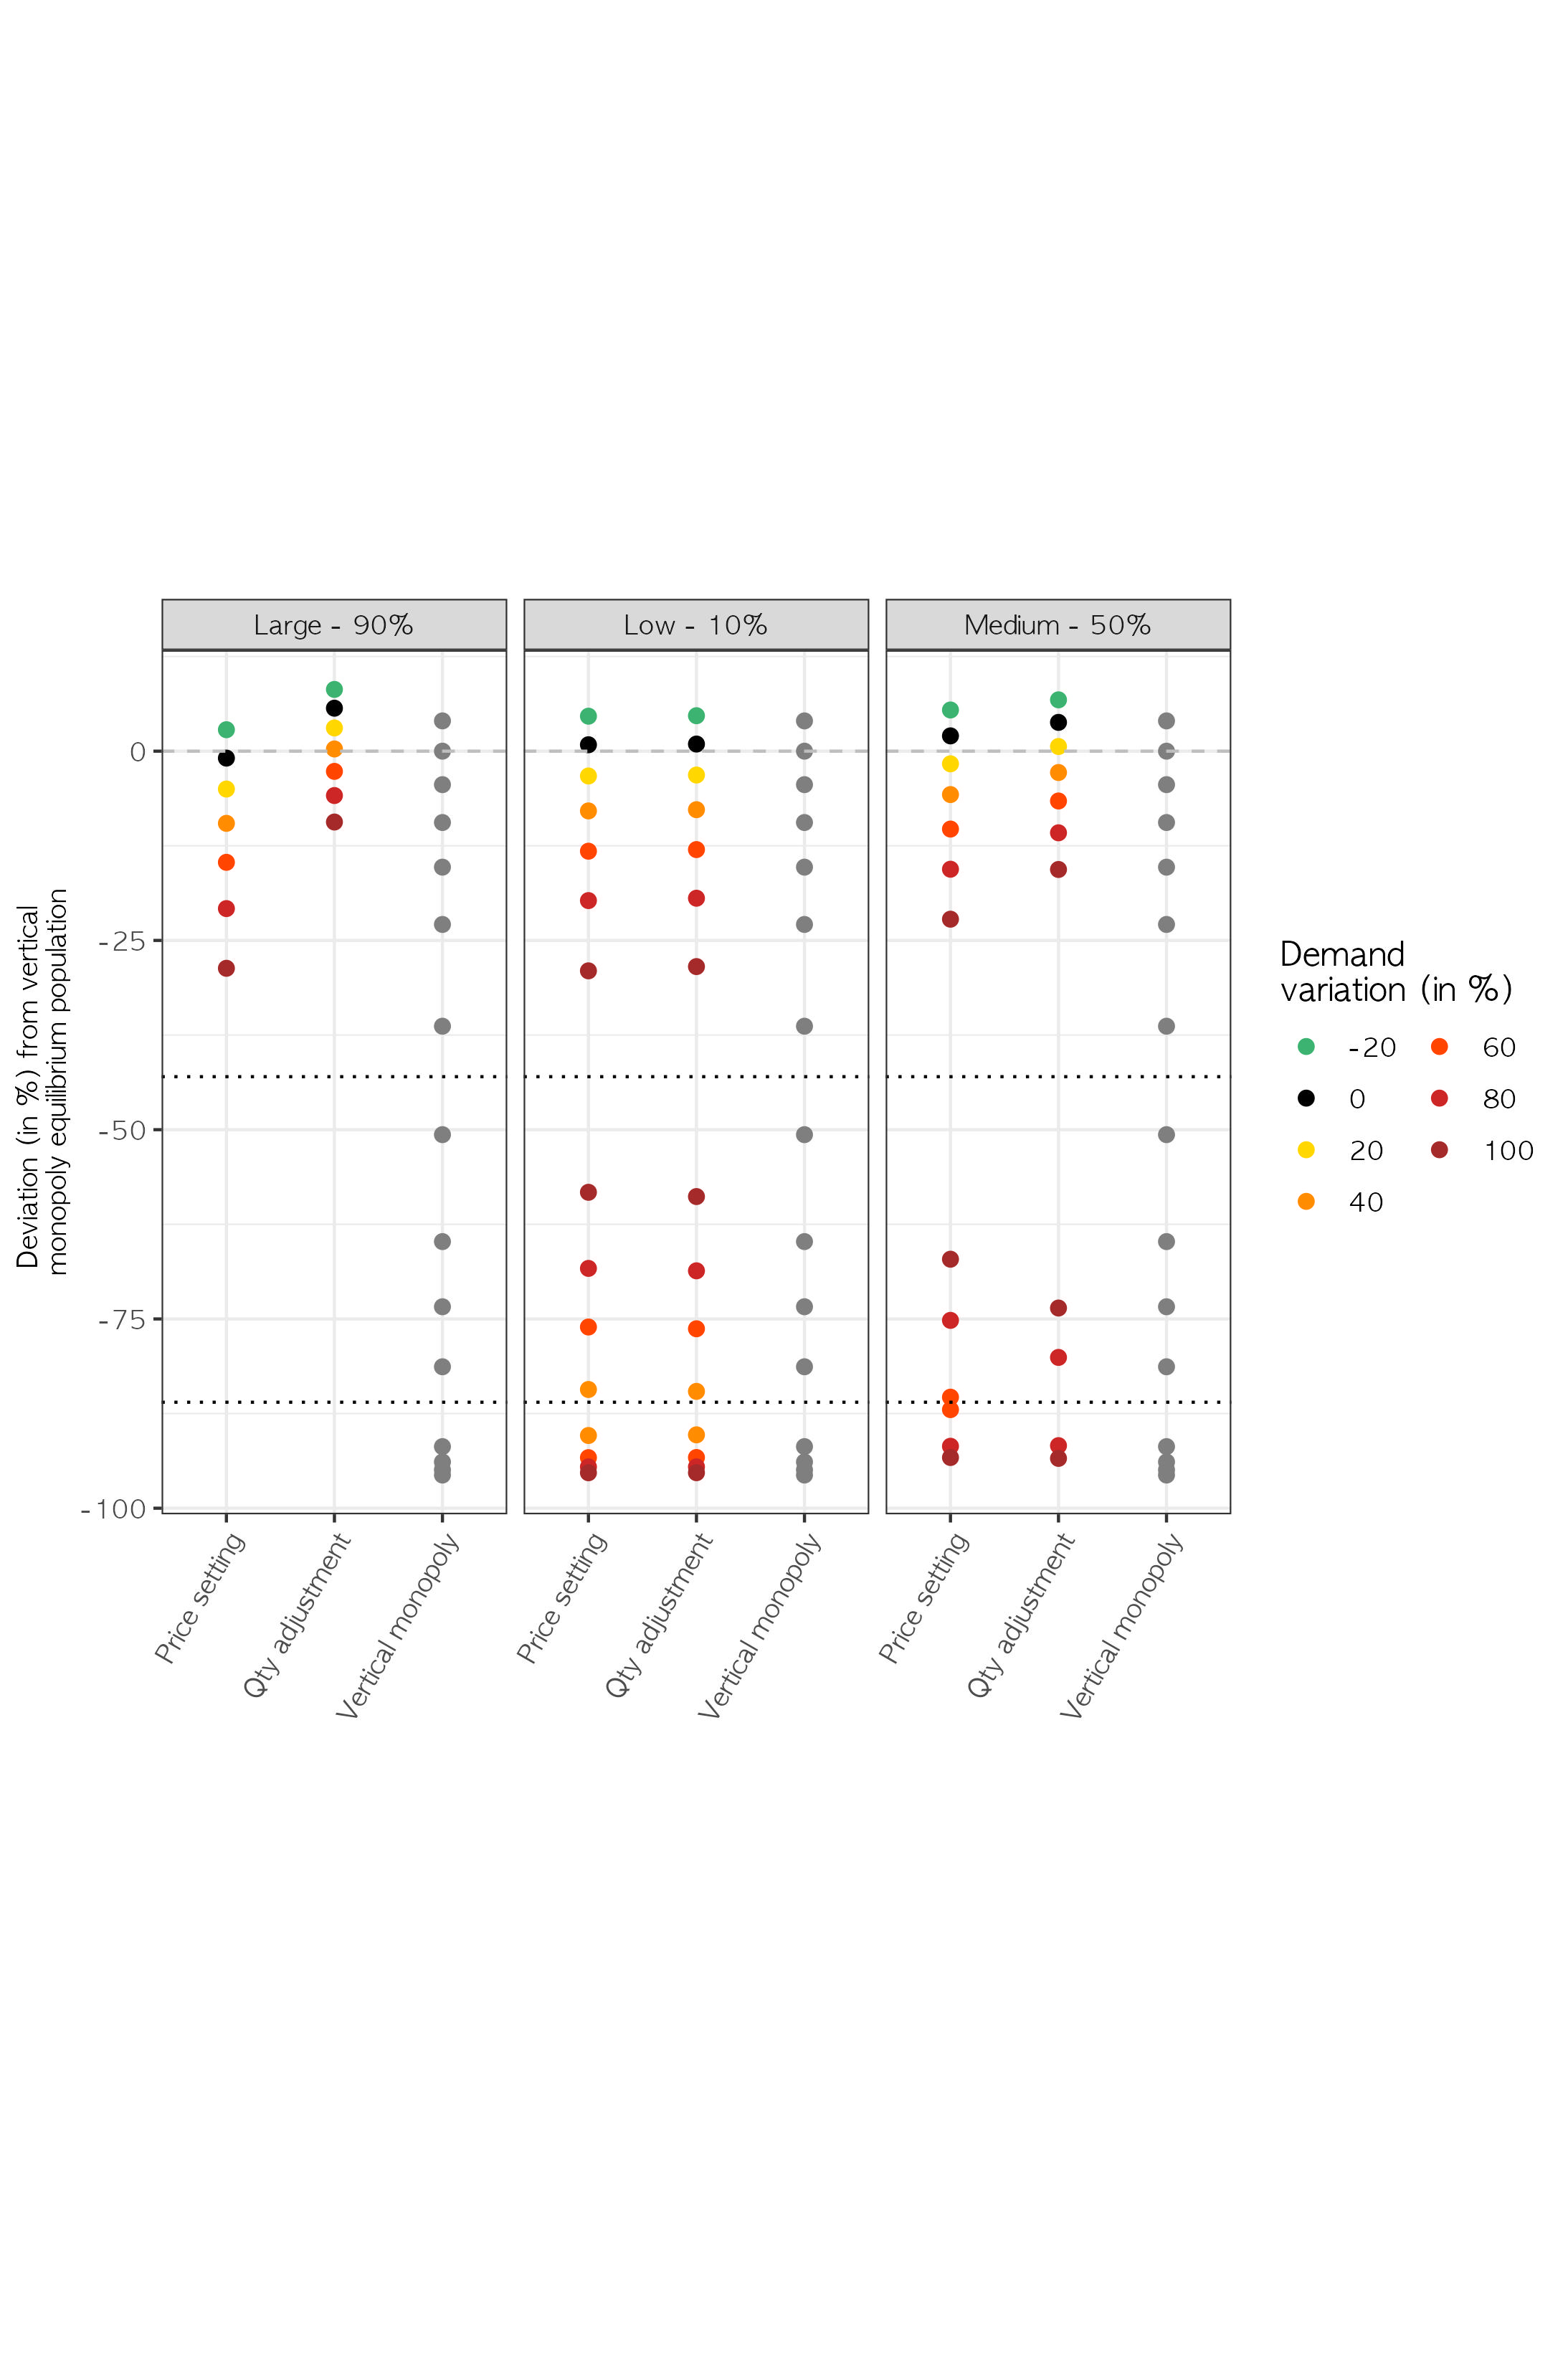 Large - 90%
Low - 10%
Medium - 50%
Deviation (in %) from vertical
monopoly equilibrium population
0
-25
-50
-75
-100
Price setting
Qty adjustment
Vertical monopoly
Price setting
Qty adjustment
Vertical monopoly
Price setting
Qty adjustment
Vertical monopoly
Demand
variation (in %)
-20
0
20
40
60
80
100